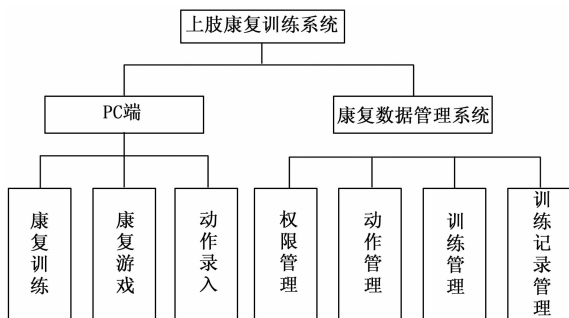 上肢康复训练系统
PC端
康复数据管理系统
康复训练
康复游戏
动作录入
权限管理
动作管理
训练管理
训练记录管理